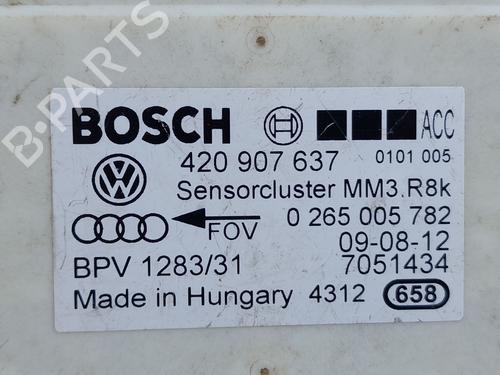 B-PARTS
BOSCH ACC
420 907 637 0101 005
Sensorcluster MM3.R8k
FOV 0 265 005 782
09-08-12
BPV 1283/31 7051434
Made in Hungary 4312 658